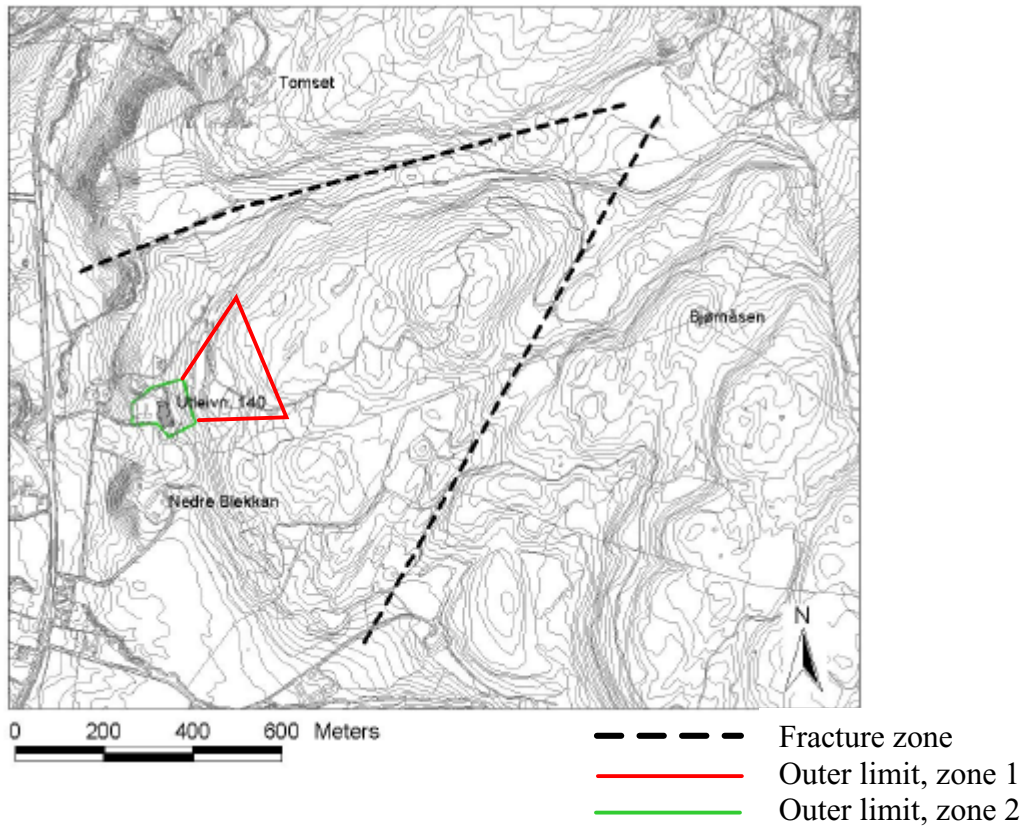 Tomset
Bjørnåsen
140
Nedre Blekkan
N
0 200 400 600 Meters
Fracture zone
Outer limit, zone 1
Outer limit, zone 2